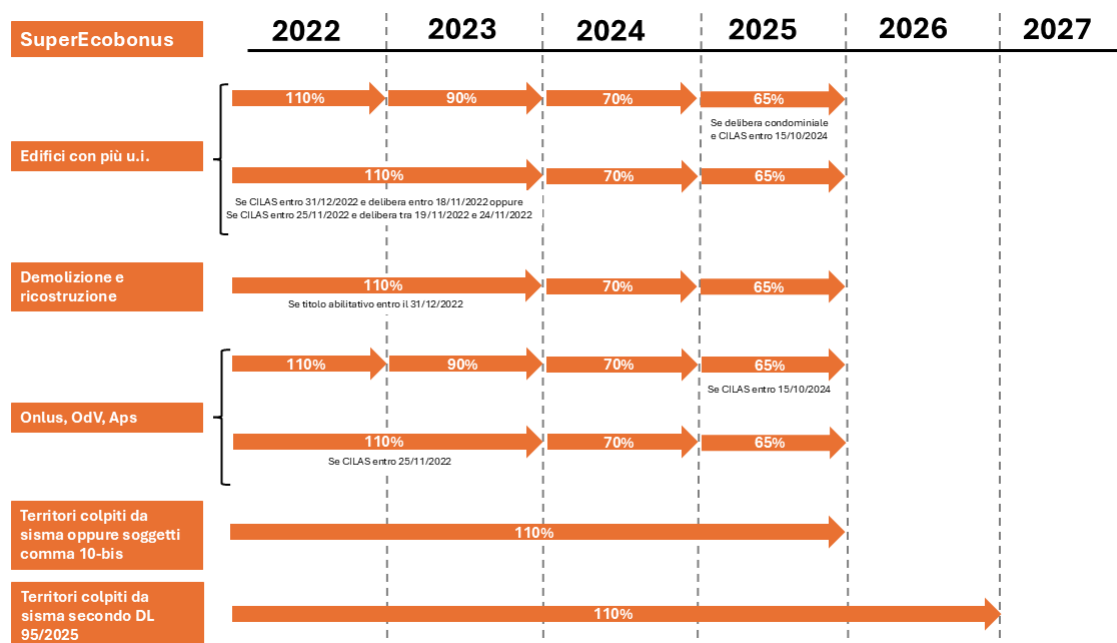 SuperEcobonus
2022 2023 2024 2025 2026 2027
110% 90% 70% 65%
Se delibera condominiale
e CILAS entro 15/10/2024
Edifici con più u.i.
110% 70% 65%
Se CILAS entro 31/12/2022 e delibera entro 18/11/2022 oppure
Se CILAS entro 25/11/2022 e delibera tra 19/11/2022 e 24/11/2022
Demolizione e
ricostruzione
110% 70% 65%
Se titolo abilitativo entro il 31/12/2022
110% 90% 70% 65%
Se CILAS entro 15/10/2024
Onlus, OdV, Aps
110% 70% 65%
Se CILAS entro 25/11/2022
Territori colpiti da
sisma oppure soggetti
comma 10-bis
110%
Territori colpiti da
sisma secondo DL
95/2025
110%